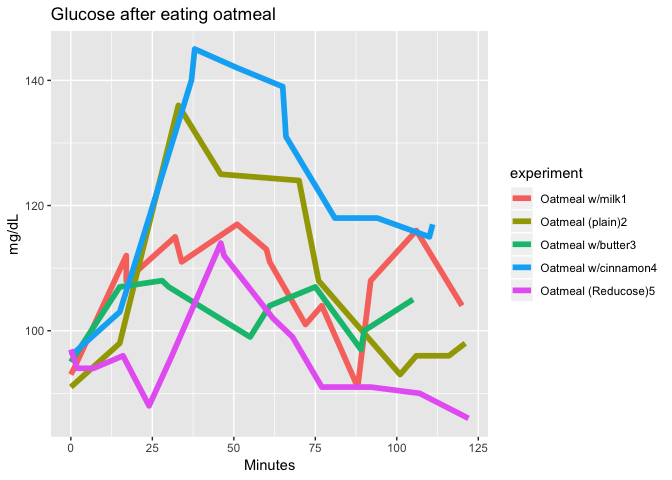 Glucose after eating oatmeal
mg/dL
140
120
100
0 25 50 75 100 125
Minutes
experiment
Oatmeal w/milk1
Oatmeal (plain)2
Oatmeal w/butter3
Oatmeal w/cinnamon4
Oatmeal (Reducose)5